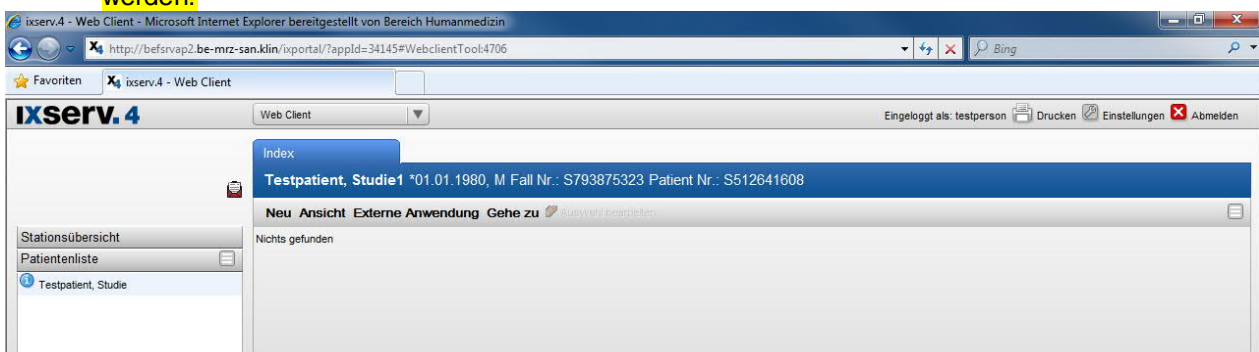 werden.
ixserv.4 - Web Client - Microsoft Internet Explorer bereitgestellt von Bereich Humanmedizin
http://befsrvap2.be-mrz-san.klin/ixportal/?appId=34145#WebclientTool:4706
Bing
Favoriten
ixserv.4 - Web Client
ixserv.4
Web Client
Eingeloggt als: testperson Drucken Einstellungen Abmelden
Index
Testpatient, Studie1 *01.01.1980, M Fall Nr.: S793875323 Patient Nr.: S512641608
Neu Ansicht Externe Anwendung Gehe zu Auswahl bearbeiten
Stationsübersicht
Nichts gefunden
Patientenliste
Testpatient, Studie